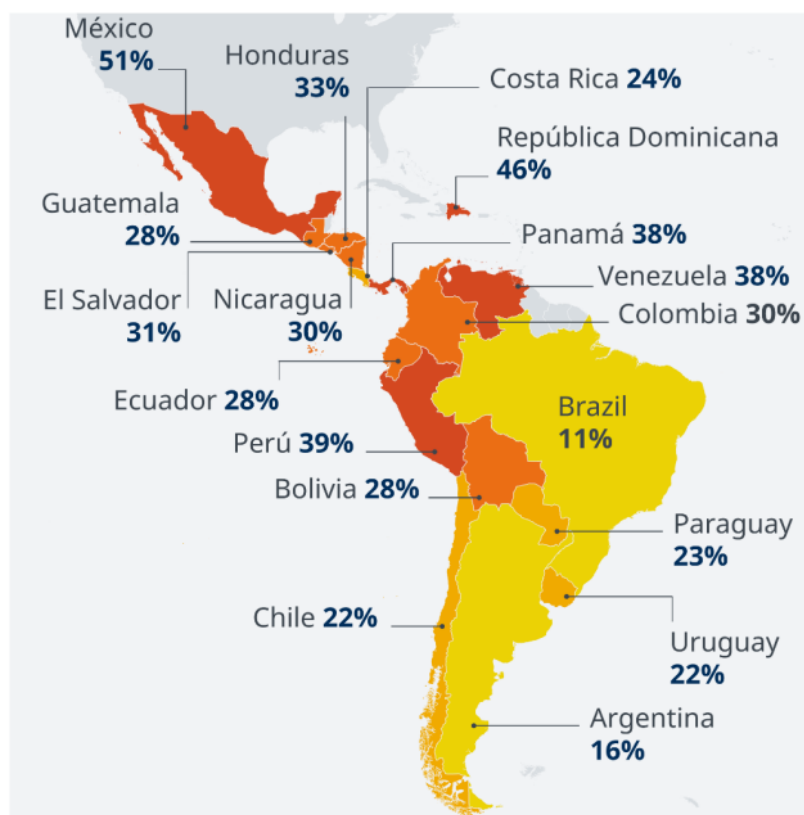 México
51%
Honduras
33%
Costa Rica 24%
República Dominicana
46%
Guatemala
28%
Panamá 38%
Venezuela 38%
El Salvador
31%
Nicaragua
30%
Colombia 30%
Ecuador 28%
Brazil
11%
Perú 39%
Bolivia 28%
Paraguay
23%
Chile 22%
Uruguay
22%
Argentina
16%